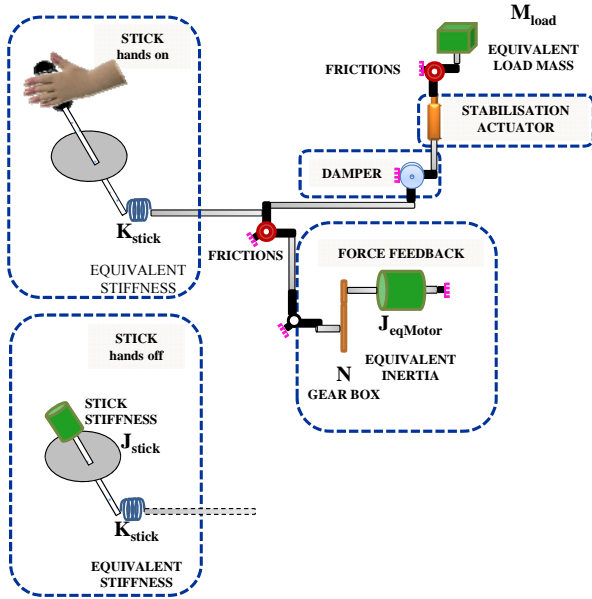 STICK
hands on
K_stick
EQUIVALENT
STIFFNESS
M_load
EQUIVALENT
LOAD MASS
FRICTIONS
STABILISATION
ACTUATOR
DAMPER
FRICTIONS
FORCE FEEDBACK
J_eqMotor
EQUIVALENT
INERTIA
N
GEAR BOX
STICK
hands off
STICK
STIFFNESS
J_stick
K_stick
EQUIVALENT
STIFFNESS